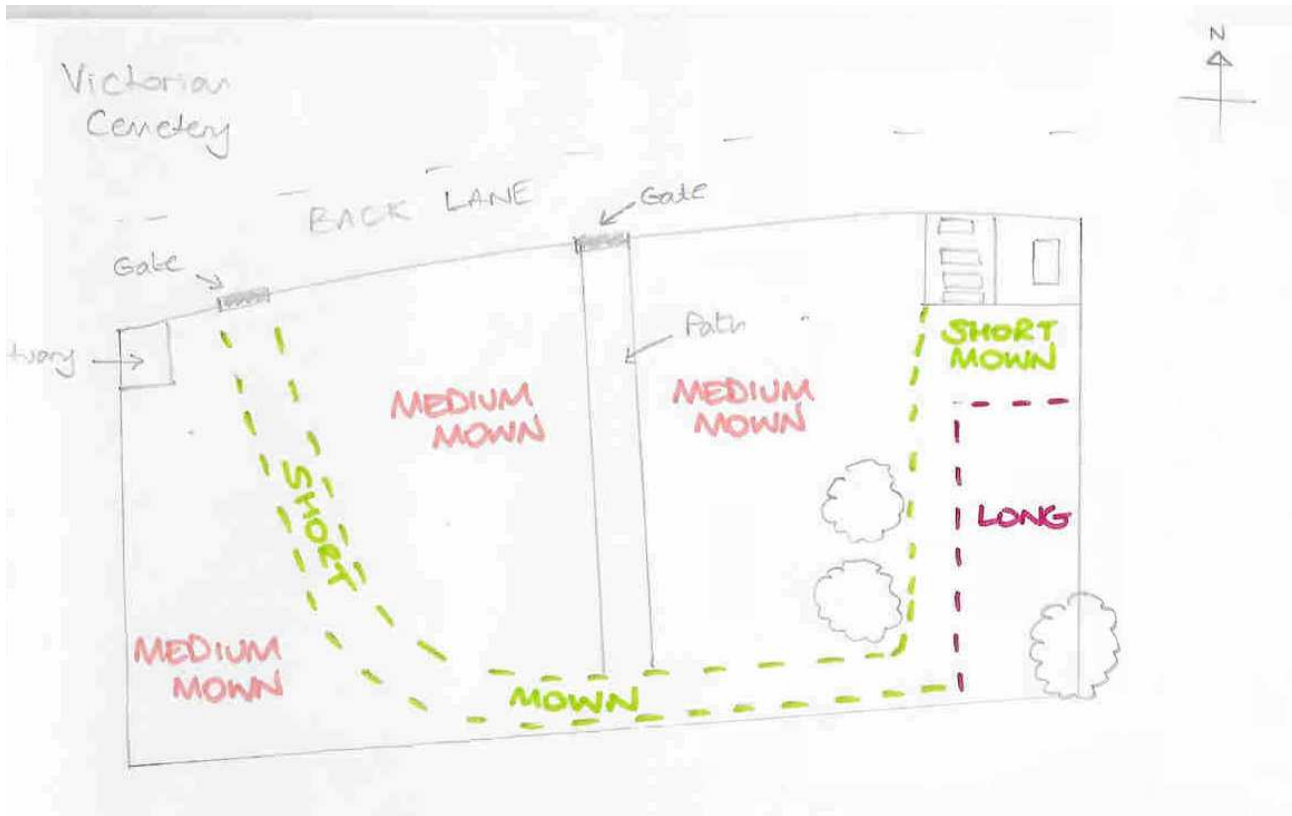 N
Victorian
Cemetery
BACK LANE
Gate
Gate
Path
SHORT
MOWN
MEDIUM
MOWN
MEDIUM
MOWN
SHORT
LONG
MEDIUM
MOWN
MOWN